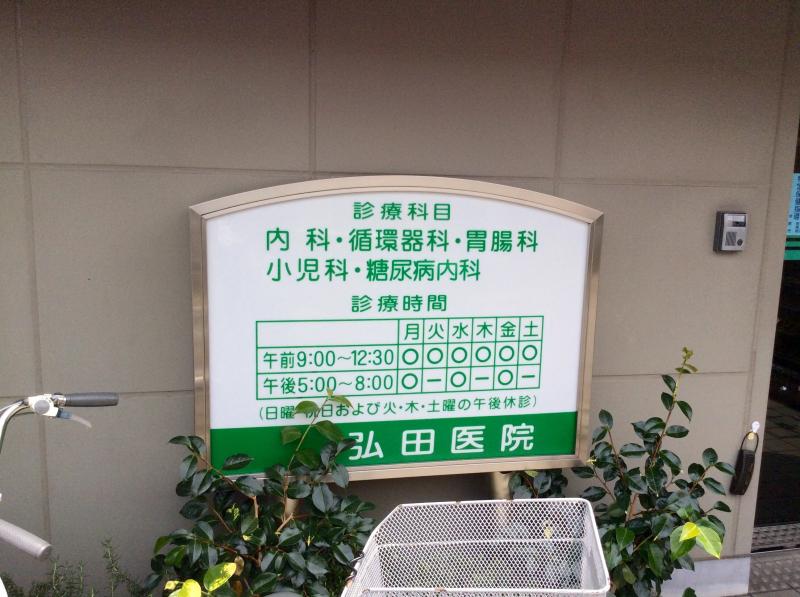 診療科目
内科・循環器科・胃腸科
小児科・糖尿病内科
診療時間
月 火 水 木 金 土
午前9:00～12:30 ○ ○ ○ ○ ○ ○
午後5:00～8:00 ○ － ○ － ○ －
(日曜・祝日および火・木・土曜の午後休診)
弘田医院